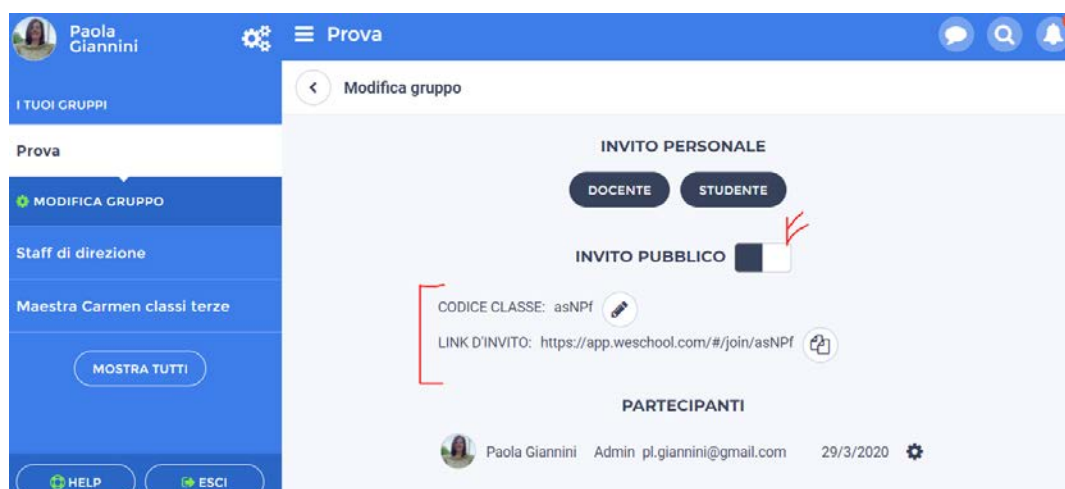 Paola
Giannini
Prova
I TUOI GRUPPI
Prova
MODIFICA GRUPPO
Staff di direzione
Maestra Carmen classi terze
MOSTRA TUTTI
HELP
ESCI
Modifica gruppo
INVITO PERSONALE
DOCENTE STUDENTE
INVITO PUBBLICO
CODICE CLASSE: asNPf
LINK D'INVITO: https://app.weschool.com/#/join/asNPf
PARTECIPANTI
Paola Giannini Admin pl.giannini@gmail.com 29/3/2020